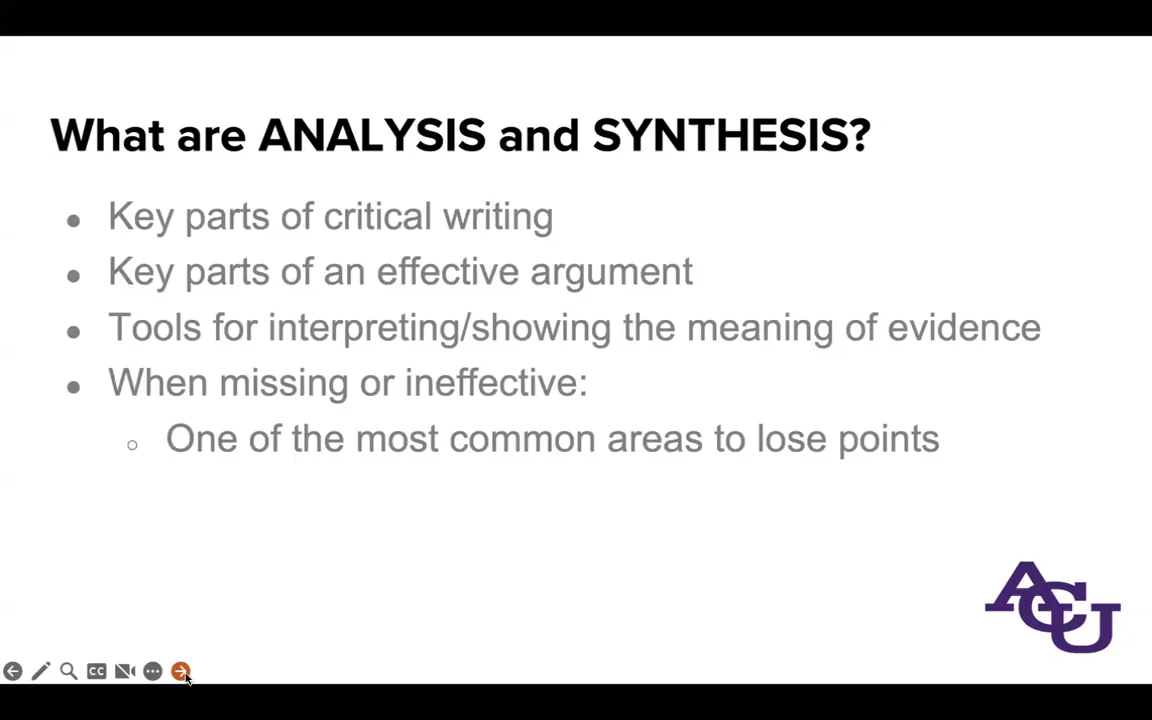 What are ANALYSIS and SYNTHESIS?
● Key parts of critical writing
● Key parts of an effective argument
● Tools for interpreting/showing the meaning of evidence
● When missing or ineffective:
○ One of the most common areas to lose points
ACU
CC